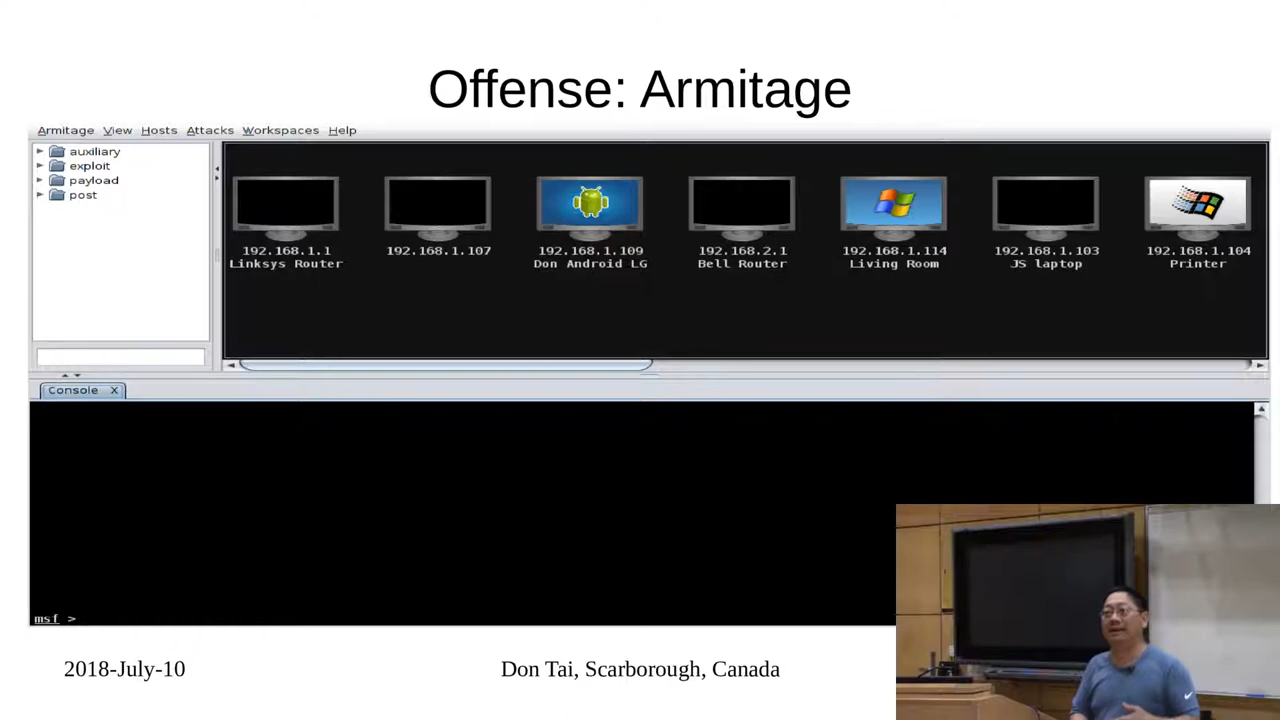 Offense: Armitage
Armitage View Hosts Attacks Workspaces Help
auxiliary
exploit
payload
post
192.168.1.1
Linksys Router
192.168.1.107
192.168.1.109
Don Android LG
192.168.2.1
Bell Router
192.168.1.114
Living Room
192.168.1.103
JS laptop
192.168.1.104
Printer
Console X
msf >
2018-July-10
Don Tai, Scarborough, Canada